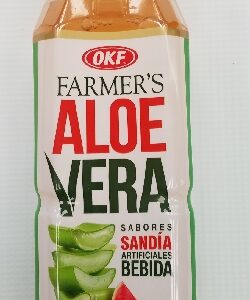 OKF
FARMER'S
ALOE
VERA
SABORES
SANDÍA
ARTIFICIALES
BEBIDA